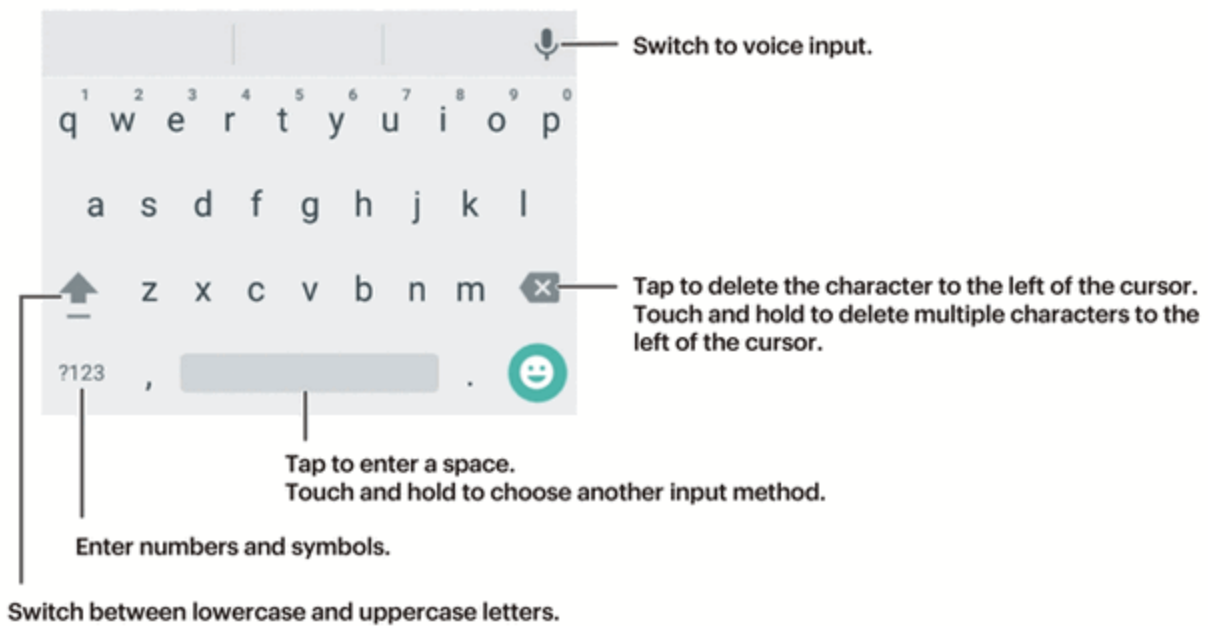 Switch to voice input.
1 2 3 4 5 6 7 8 9 0
q w e r t y u i o p
a s d f g h j k l
z x c v b n m
Tap to delete the character to the left of the cursor.
Touch and hold to delete multiple characters to the
left of the cursor.
?123 , .
Tap to enter a space.
Touch and hold to choose another input method.
Enter numbers and symbols.
Switch between lowercase and uppercase letters.